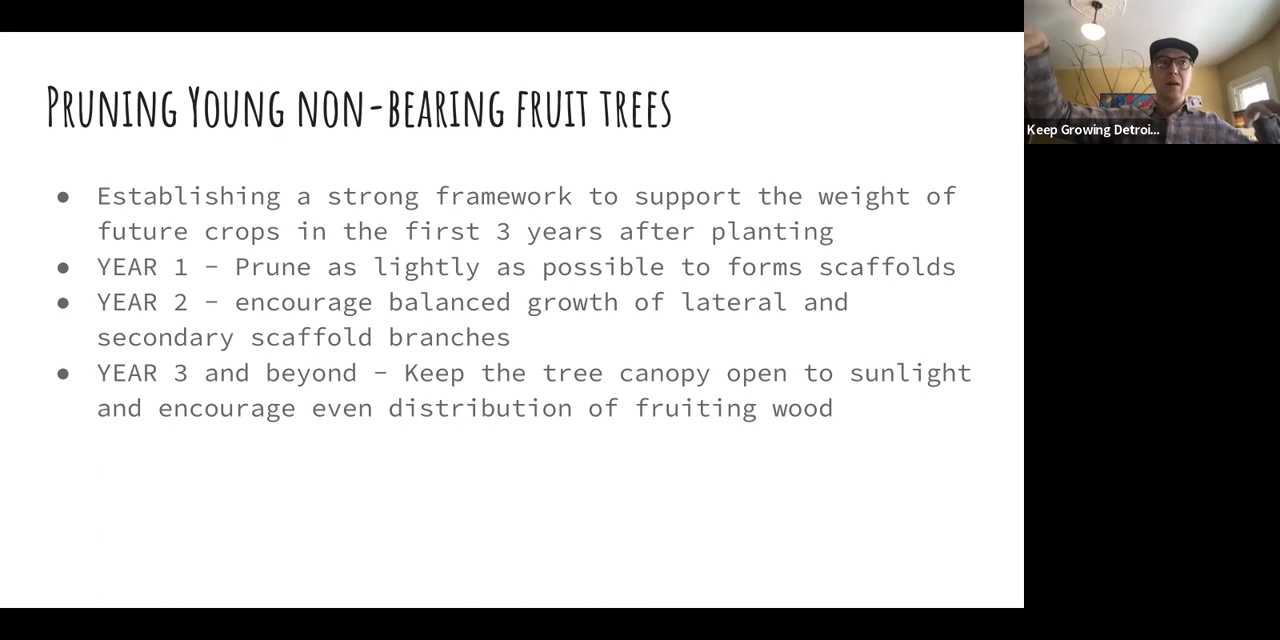 Pruning Young non-bearing fruit trees
● Establishing a strong framework to support the weight of
future crops in the first 3 years after planting
● YEAR 1 – Prune as lightly as possible to forms scaffolds
● YEAR 2 – encourage balanced growth of lateral and
secondary scaffold branches
● YEAR 3 and beyond – Keep the tree canopy open to sunlight
and encourage even distribution of fruiting wood
Keep Growing Detroi...